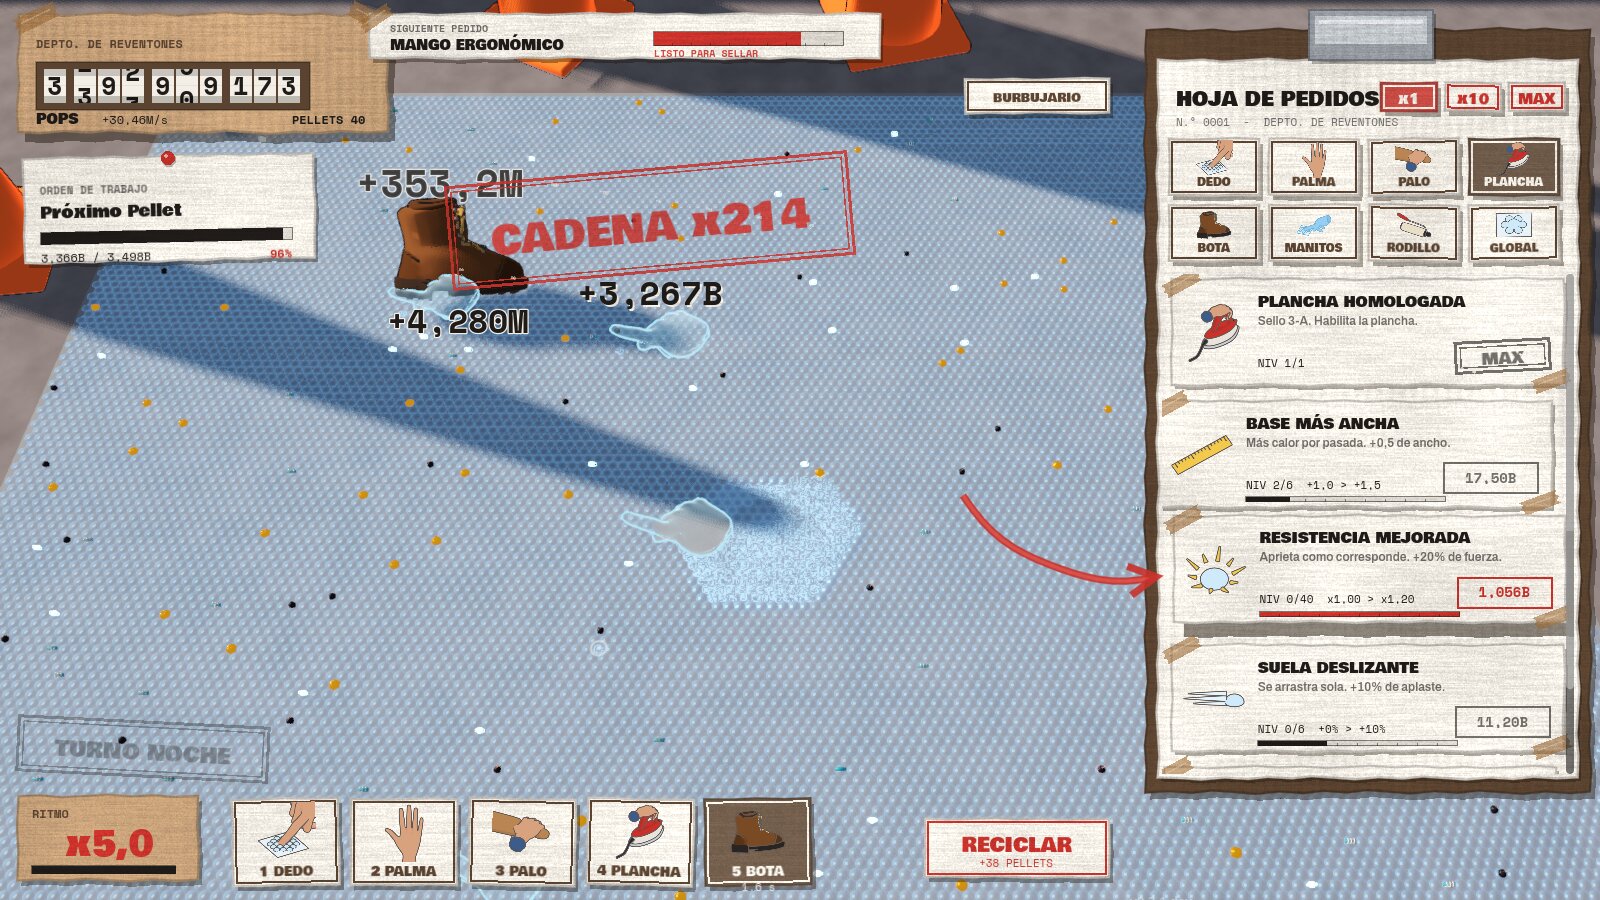 DEPTO. DE REVENTONES
POPS +30,46M/s PELLETS 40
SIGUIENTE PEDIDO
MANGO ERGONÓMICO
LISTO PARA SELLAR
ORDEN DE TRABAJO
Próximo Pellet
3,366B / 3,498B 96%
BURBUJARIO
+353,2M
CADENA x214
+3,267B
+4,280M
HOJA DE PEDIDOS x1 x10 MAX
N.° 0001 - DEPTO. DE REVENTONES
DEDO PALMA PALO PLANCHA
BOTA MANITOS RODILLO GLOBAL
PLANCHA HOMOLOGADA
Sello 3-A. Habilita la plancha.
NIV 1/1 MAX
BASE MÁS ANCHA
Más calor por pasada. +0,5 de ancho.
NIV 2/6 +1,0 > +1,5 17,50B
RESISTENCIA MEJORADA
Aprieta como corresponde. +20% de fuerza.
NIV 0/40 x1,00 > x1,20 1,056B
SUELA DESLIZANTE
Se arrastra sola. +10% de aplaste.
NIV 0/6 +0% > +10% 11,20B
TURNO NOCHE
RITMO
x5,0
1 DEDO 2 PALMA 3 PALO 4 PLANCHA 5 BOTA
1,6 s
RECICLAR
+38 PELLETS